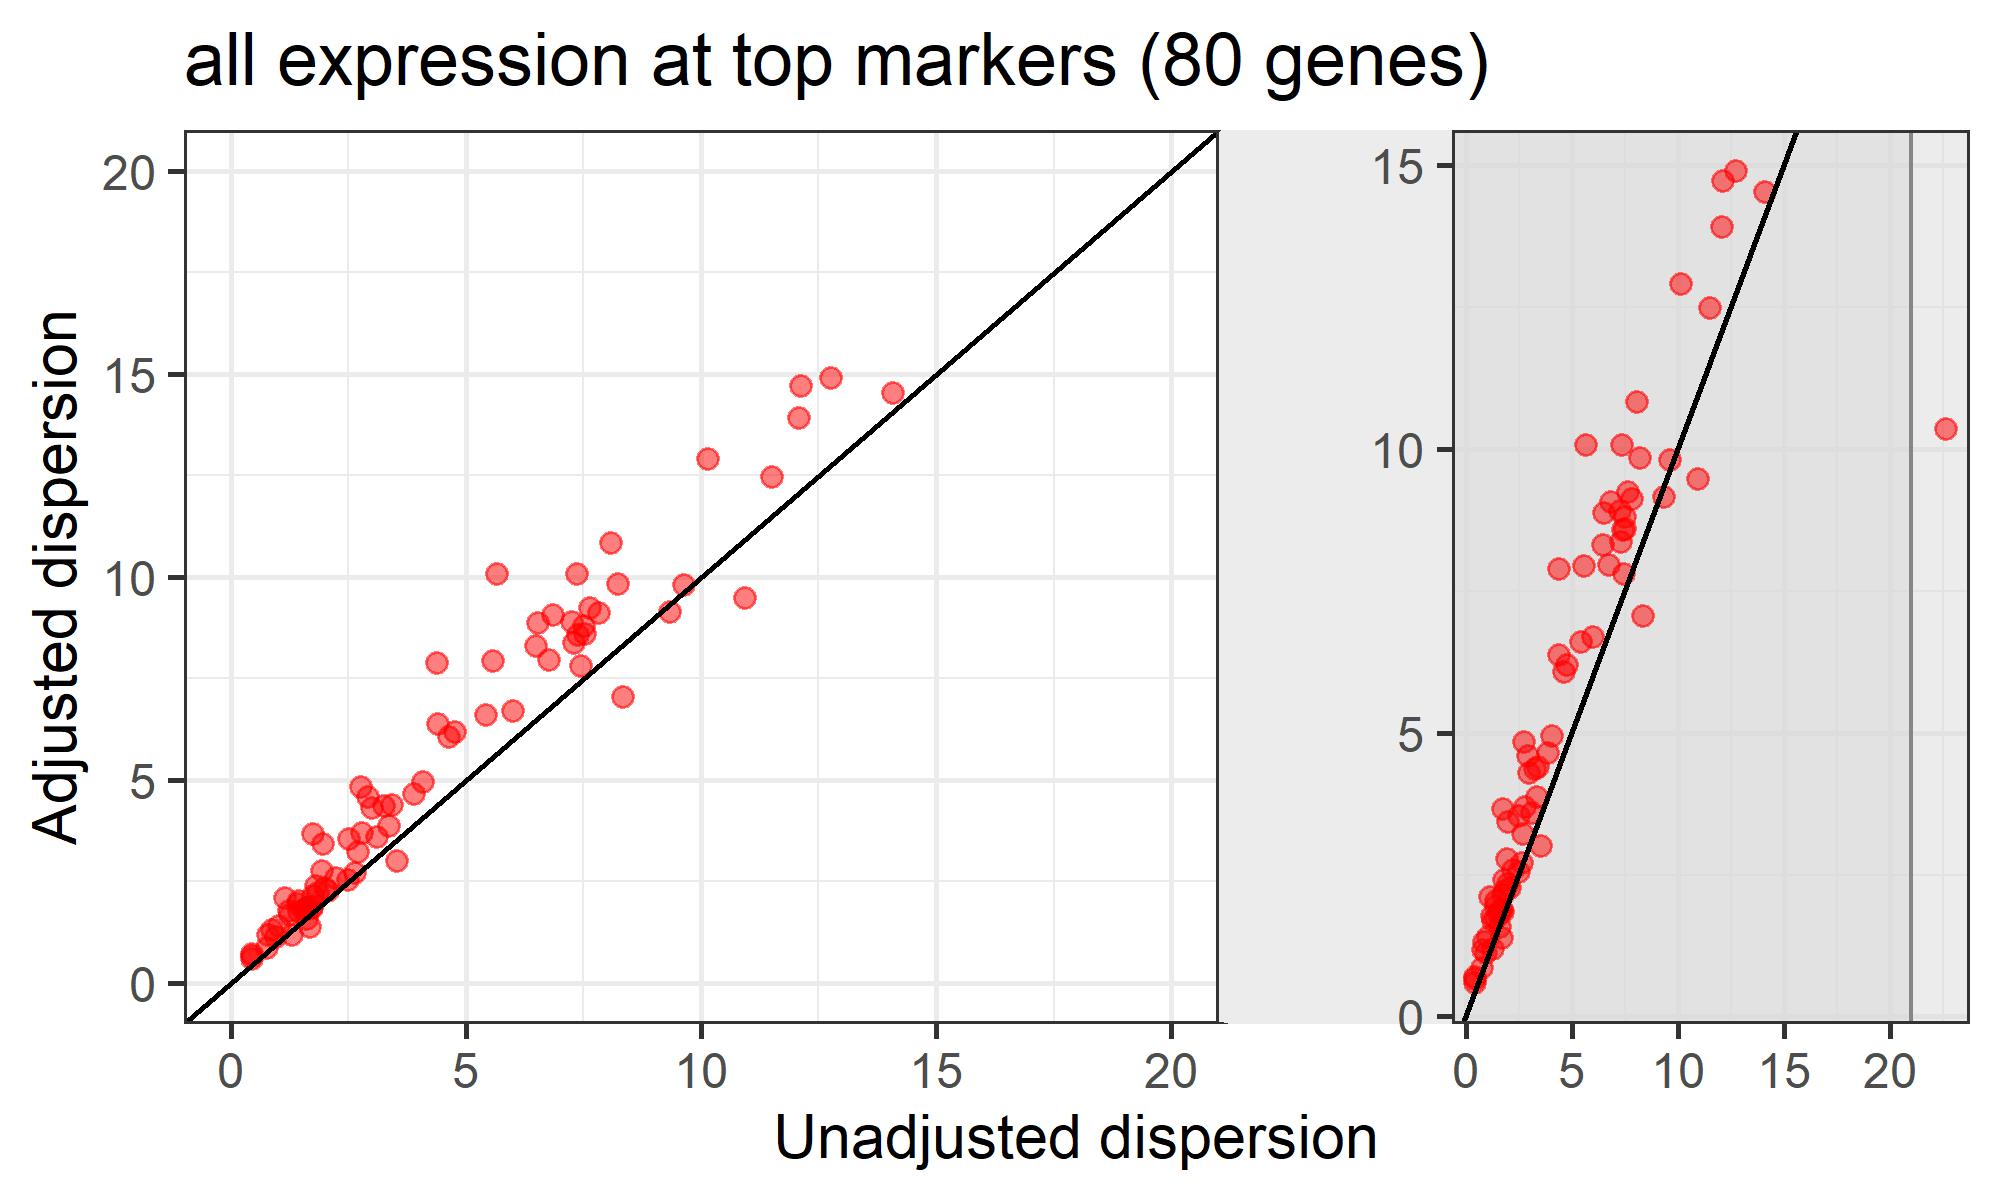 all expression at top markers (80 genes)
Adjusted dispersion
20
15
10
5
0
0 5 10 15 20
15
10
5
0
0 5 10 15 20
Unadjusted dispersion